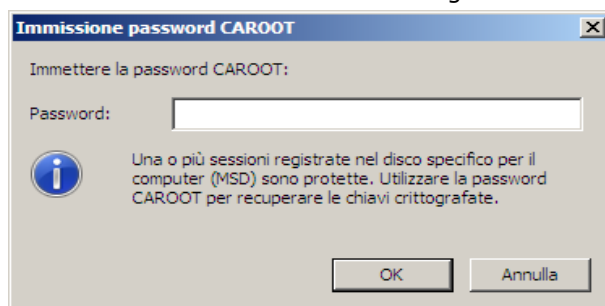 Immissione password CAROOT
Immettere la password CAROOT:
Password:
Una o più sessioni registrate nel disco specifico per il
computer (MSD) sono protette. Utilizzare la password
CAROOT per recuperare le chiavi crittografate.
OK
Annulla